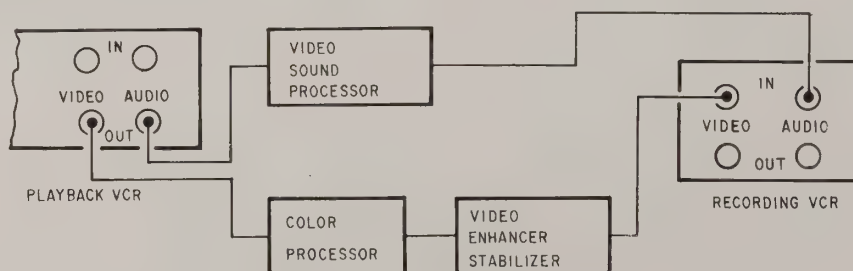 IN
VIDEO AUDIO
OUT
PLAYBACK VCR
VIDEO
SOUND
PROCESSOR
COLOR
PROCESSOR
VIDEO
ENHANCER
STABILIZER
IN
VIDEO AUDIO
OUT
RECORDING VCR